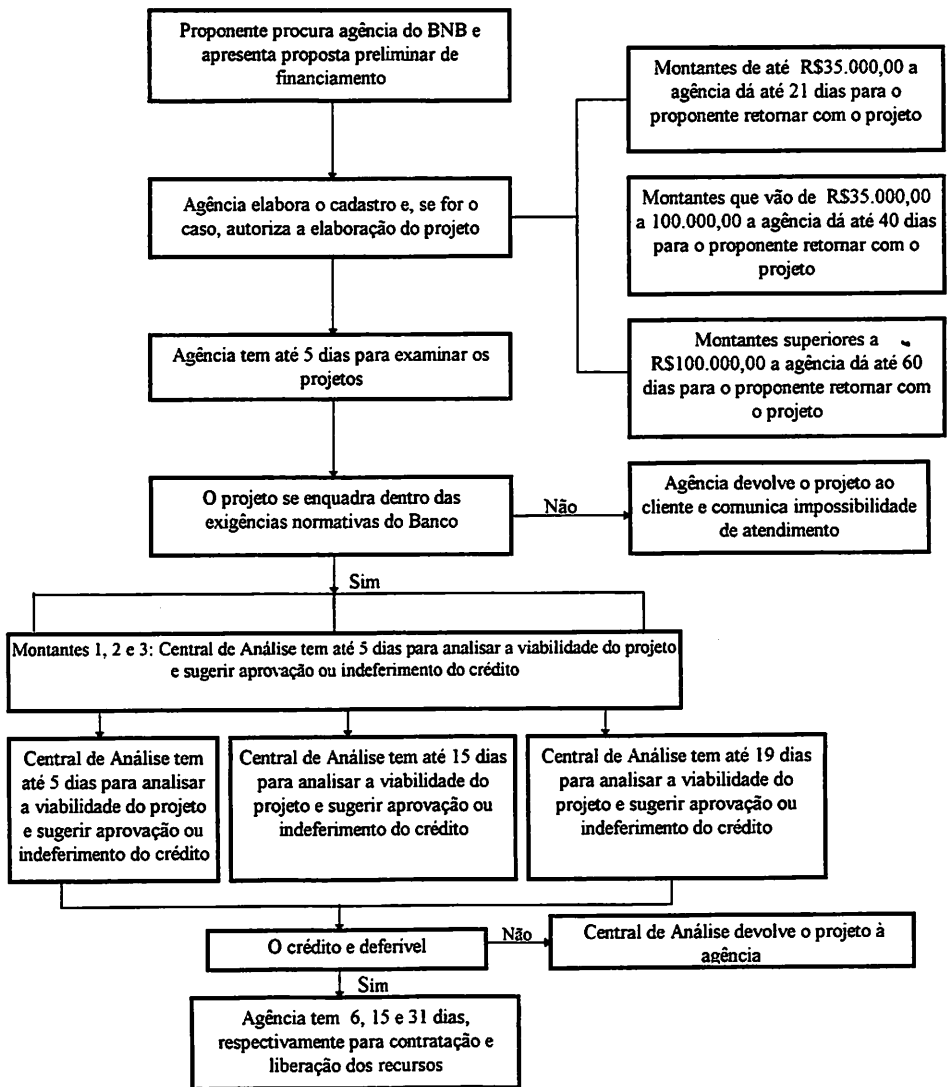 Proponente procura agência do BNB e
apresenta proposta preliminar de
financiamento
Montantes de até R$35.000,00 a
agência dá até 21 dias para o
proponente retornar com o projeto
Agência elabora o cadastro e, se for o
caso, autoriza a elaboração do projeto
Montantes que vão de R$35.000,00
a 100.000,00 a agência dá até 40 dias
para o proponente retornar com o
projeto
Agência tem até 5 dias para examinar os
projetos
Montantes superiores a
R$100.000,00 a agência dá até 60
dias para o proponente retornar com
o projeto
O projeto se enquadra dentro das
exigências normativas do Banco
Não
Agência devolve o projeto ao
cliente e comunica impossibilidade
de atendimento
Sim
Montantes 1, 2 e 3: Central de Análise tem até 5 dias para analisar a viabilidade do projeto
e sugerir aprovação ou indeferimento do crédito
Central de Análise tem
até 5 dias para analisar
a viabilidade do projeto
e sugerir aprovação ou
indeferimento do crédito
Central de Análise tem até 15 dias
para analisar a viabilidade do
projeto e sugerir aprovação ou
indeferimento do crédito
Central de Análise tem até 19 dias
para analisar a viabilidade do
projeto e sugerir aprovação ou
indeferimento do crédito
O crédito e deferível
Não
Central de Análise devolve o projeto à
agência
Sim
Agência tem 6, 15 e 31 dias,
respectivamente para contratação e
liberação dos recursos